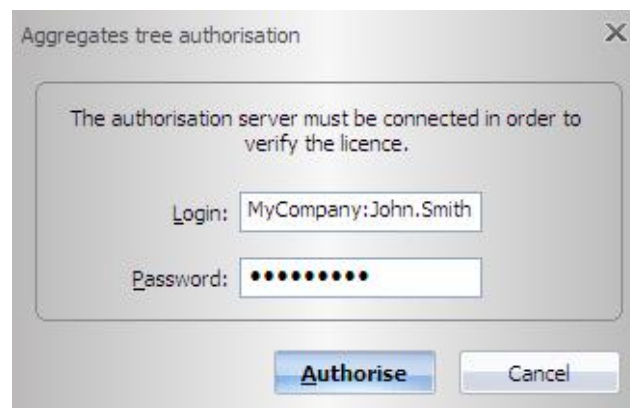 Aggregates tree authorisation
The authorisation server must be connected in order to
verify the licence.
Login: MyCompany:John.Smith
Password: •••••••••
Authorise Cancel